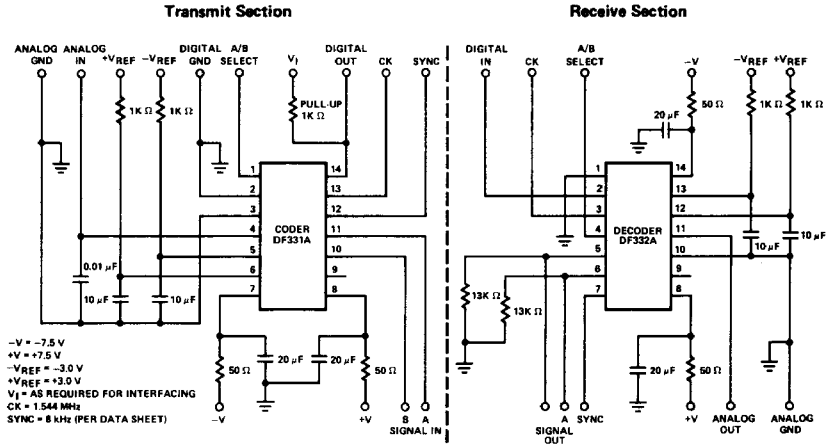 Transmit Section
ANALOG GND
ANALOG IN
+VREF
−VREF
DIGITAL GND
A/B SELECT
VI
DIGITAL OUT
CK
SYNC
1K Ω
1K Ω
PULL-UP
1K Ω
CODER
DF331A
1
2
3
4
5
6
7
14
13
12
11
10
9
8
0.01 µF
10 µF
10 µF
50 Ω
20 µF
20 µF
50 Ω
−V
+V
B
A
SIGNAL IN
−V = −7.5 V
+V = +7.5 V
−VREF = −3.0 V
+VREF = +3.0 V
VI = AS REQUIRED FOR INTERFACING
CK = 1.544 MHz
SYNC = 8 kHz (PER DATA SHEET)
Receive Section
DIGITAL IN
CK
A/B SELECT
−V
−VREF
+VREF
50 Ω
1K Ω
1K Ω
20 µF
DECODER
DF332A
1
2
3
4
5
6
7
14
13
12
11
10
9
8
10 µF
10 µF
13K Ω
13K Ω
20 µF
50 Ω
A
SYNC
SIGNAL OUT
+V
ANALOG OUT
ANALOG GND